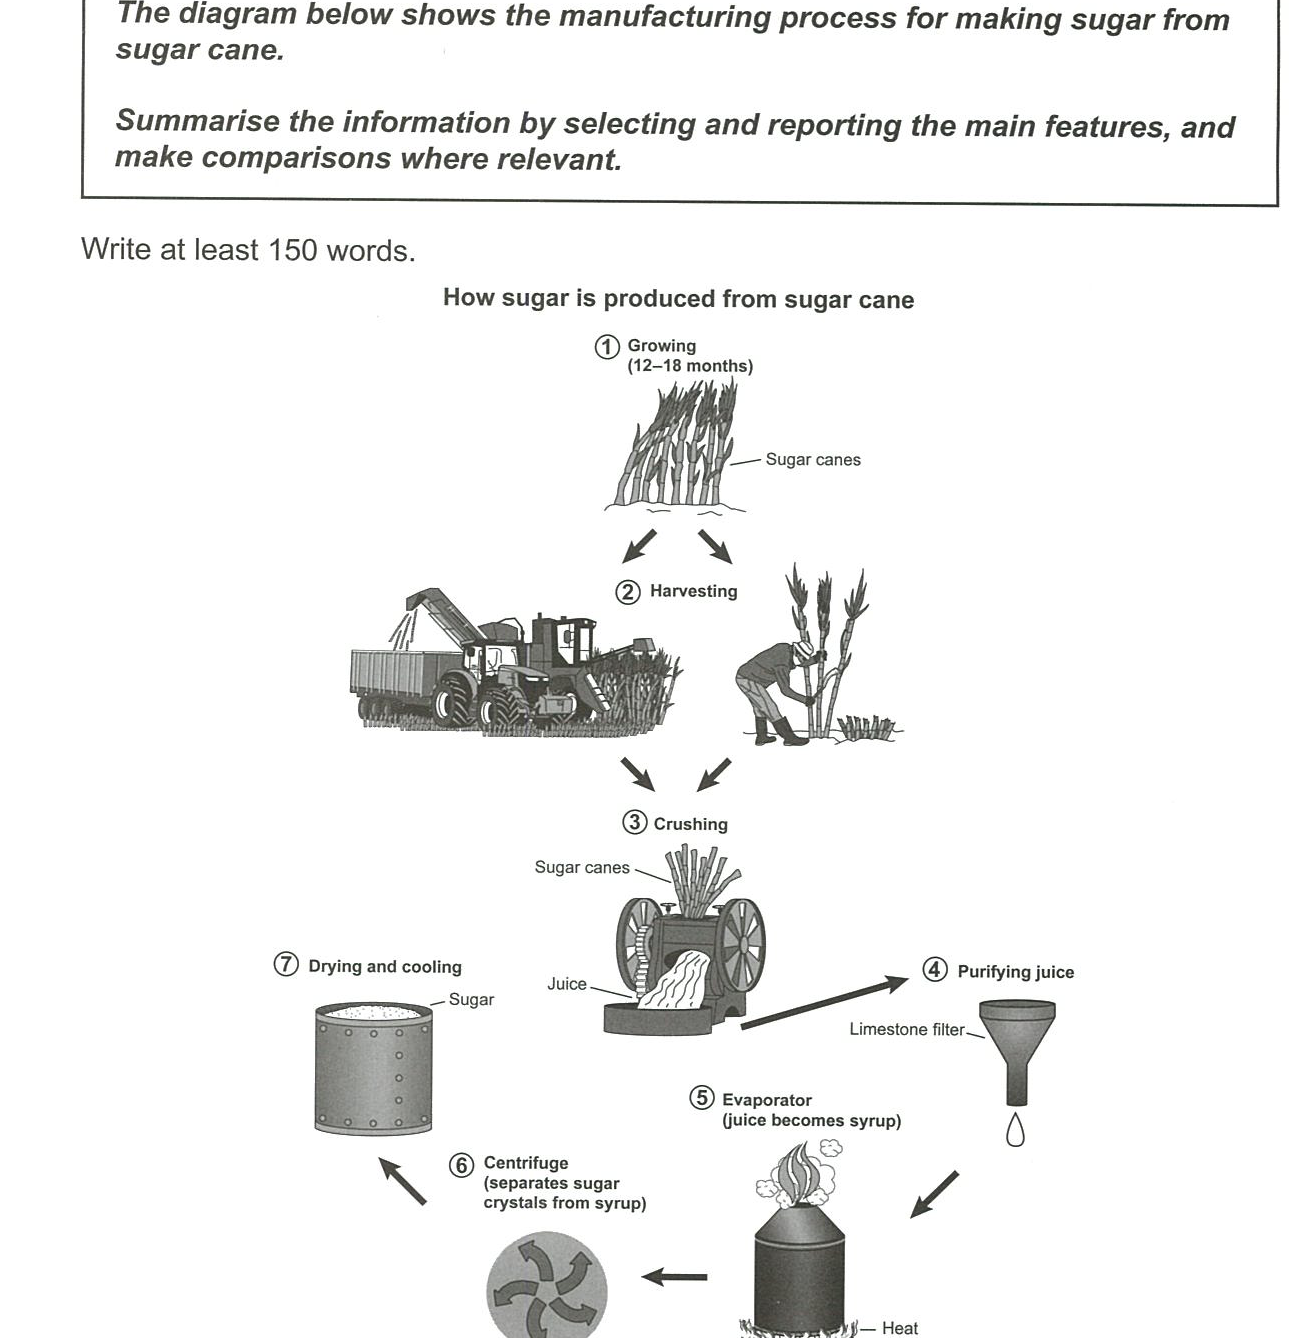 The diagram below shows the manufacturing process for making sugar from
sugar cane.
Summarise the information by selecting and reporting the main features, and
make comparisons where relevant.
Write at least 150 words.
How sugar is produced from sugar cane
1 Growing
(12–18 months)
Sugar canes
2 Harvesting
3 Crushing
Sugar canes
Juice
4 Purifying juice
Limestone filter
5 Evaporator
(juice becomes syrup)
Heat
6 Centrifuge
(separates sugar
crystals from syrup)
7 Drying and cooling
Sugar